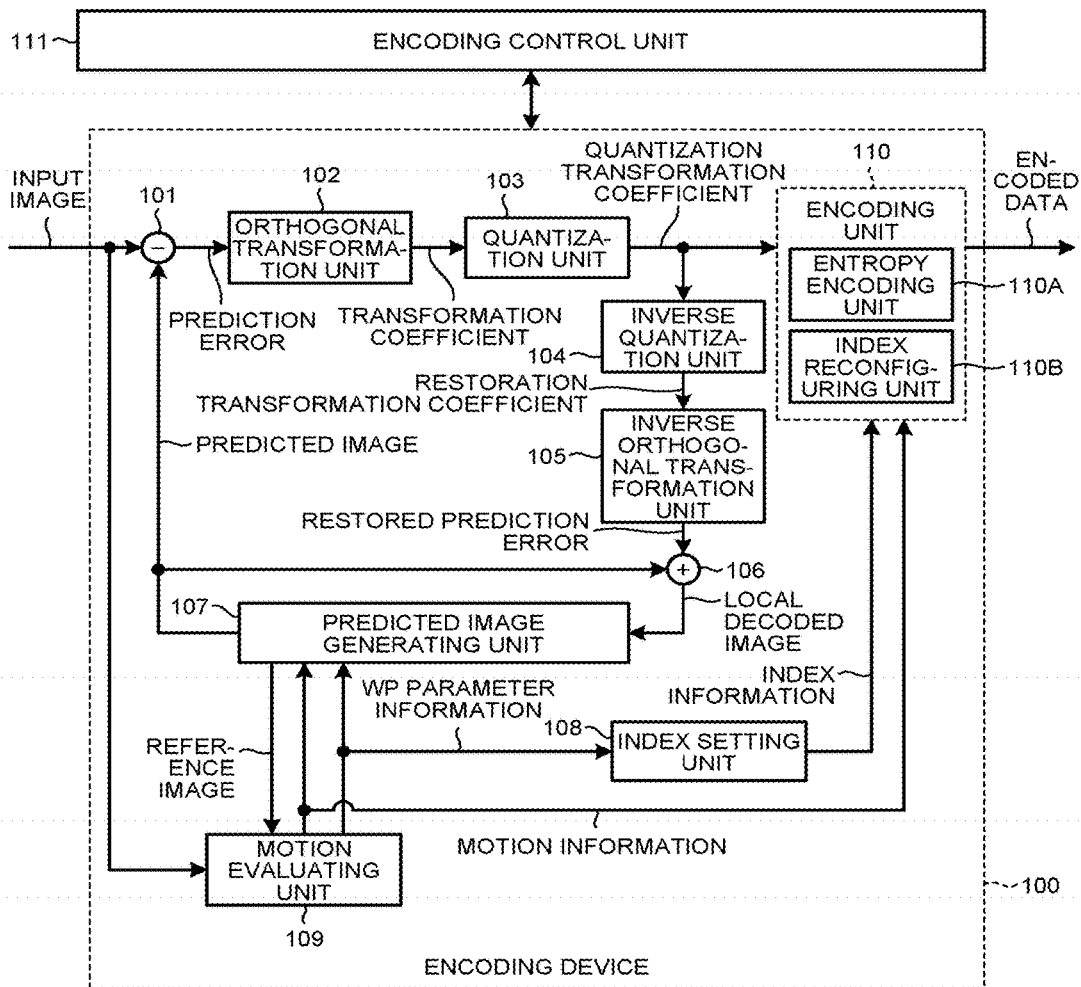 111
ENCODING CONTROL UNIT
INPUT
IMAGE
101
−
102
ORTHOGONAL
TRANSFORMA-
TION UNIT
103
QUANTIZA-
TION UNIT
QUANTIZATION
TRANSFORMATION
COEFFICIENT
110
ENCODING
UNIT
EN-
CODED
DATA
ENTROPY
ENCODING
UNIT
110A
INDEX
RECONFIG-
URING UNIT
110B
PREDICTION
ERROR
TRANSFORMATION
COEFFICIENT
INVERSE
QUANTIZA-
TION UNIT
104
RESTORATION
TRANSFORMATION COEFFICIENT
INVERSE
ORTHOGO-
NAL TRANS-
FORMATION
UNIT
105
PREDICTED IMAGE
RESTORED PREDICTION
ERROR
+
106
LOCAL
DECODED
IMAGE
107
PREDICTED IMAGE
GENERATING UNIT
INDEX
INFORMATION
WP PARAMETER
INFORMATION
108
INDEX SETTING
UNIT
REFER-
ENCE
IMAGE
MOTION INFORMATION
MOTION
EVALUATING
UNIT
109
100
ENCODING DEVICE